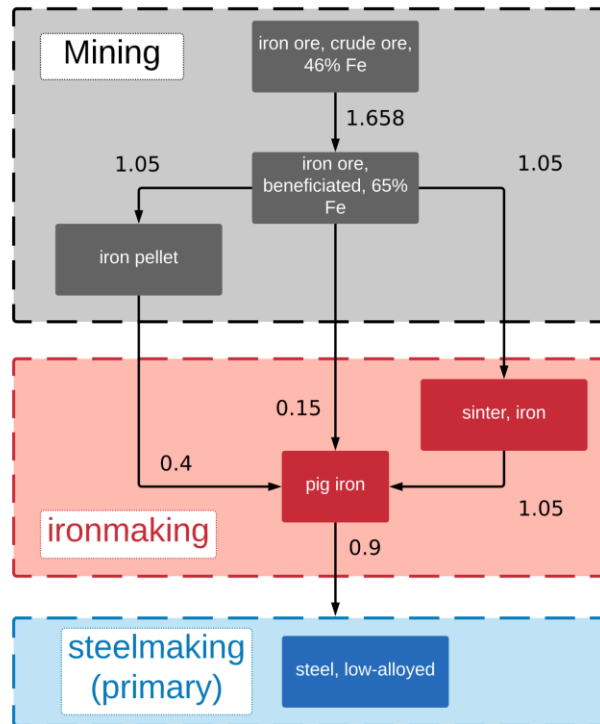 Mining
iron ore, crude ore,
46% Fe
1.658
1.05
iron ore,
beneficiated, 65%
Fe
1.05
iron pellet
0.15
sinter, iron
0.4
pig iron
1.05
ironmaking
0.9
steelmaking
(primary)
steel, low-alloyed